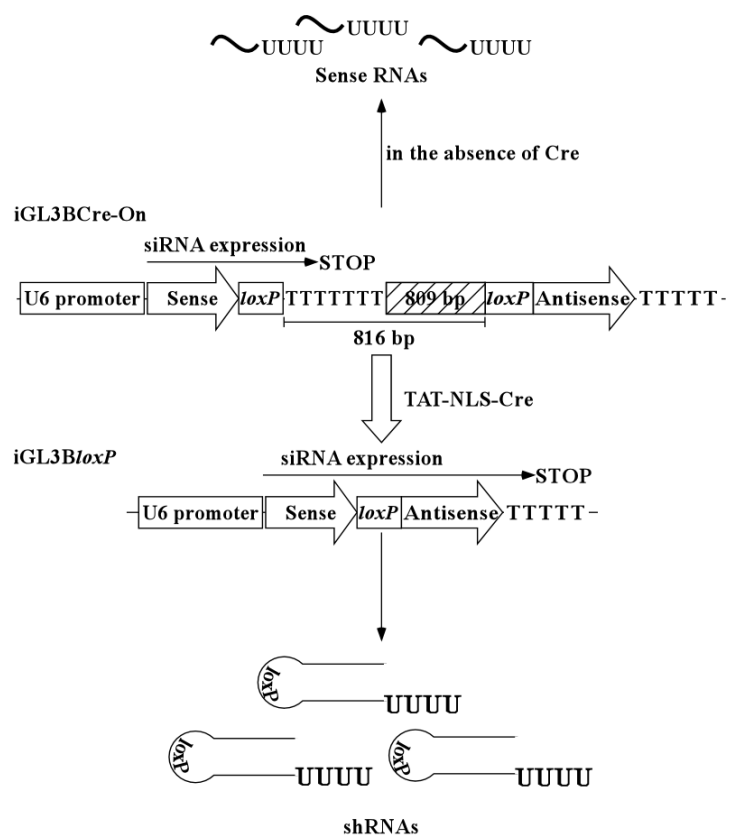 UUUU
UUUU
UUUU
Sense RNAs
in the absence of Cre
iGL3BCre-On
siRNA expression
STOP
U6 promoter Sense loxP TTTTTTT 809 bp loxP Antisense TTTTT
816 bp
TAT-NLS-Cre
iGL3BloxP
siRNA expression
STOP
U6 promoter Sense loxP Antisense TTTTT
loxP
UUUU
loxP
UUUU
loxP
UUUU
shRNAs